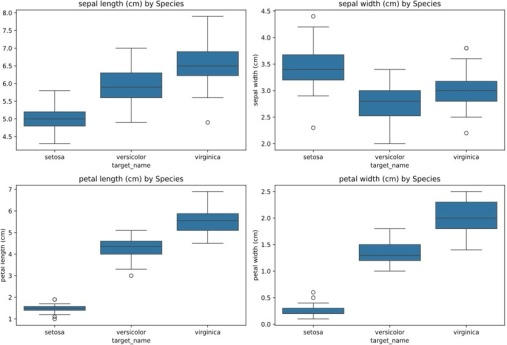 sepal length (cm) by Species
8.0
7.5
7.0
6.5
6.0
5.5
5.0
4.5
setosa
versicolor
virginica
target_name
sepal width (cm) by Species
sepal width (cm)
4.5
4.0
3.5
3.0
2.5
2.0
setosa
versicolor
virginica
target_name
petal length (cm) by Species
petal length (cm)
7
6
5
4
3
2
1
setosa
versicolor
virginica
target_name
petal width (cm) by Species
petal width (cm)
2.5
2.0
1.5
1.0
0.5
0.0
setosa
versicolor
virginica
target_name